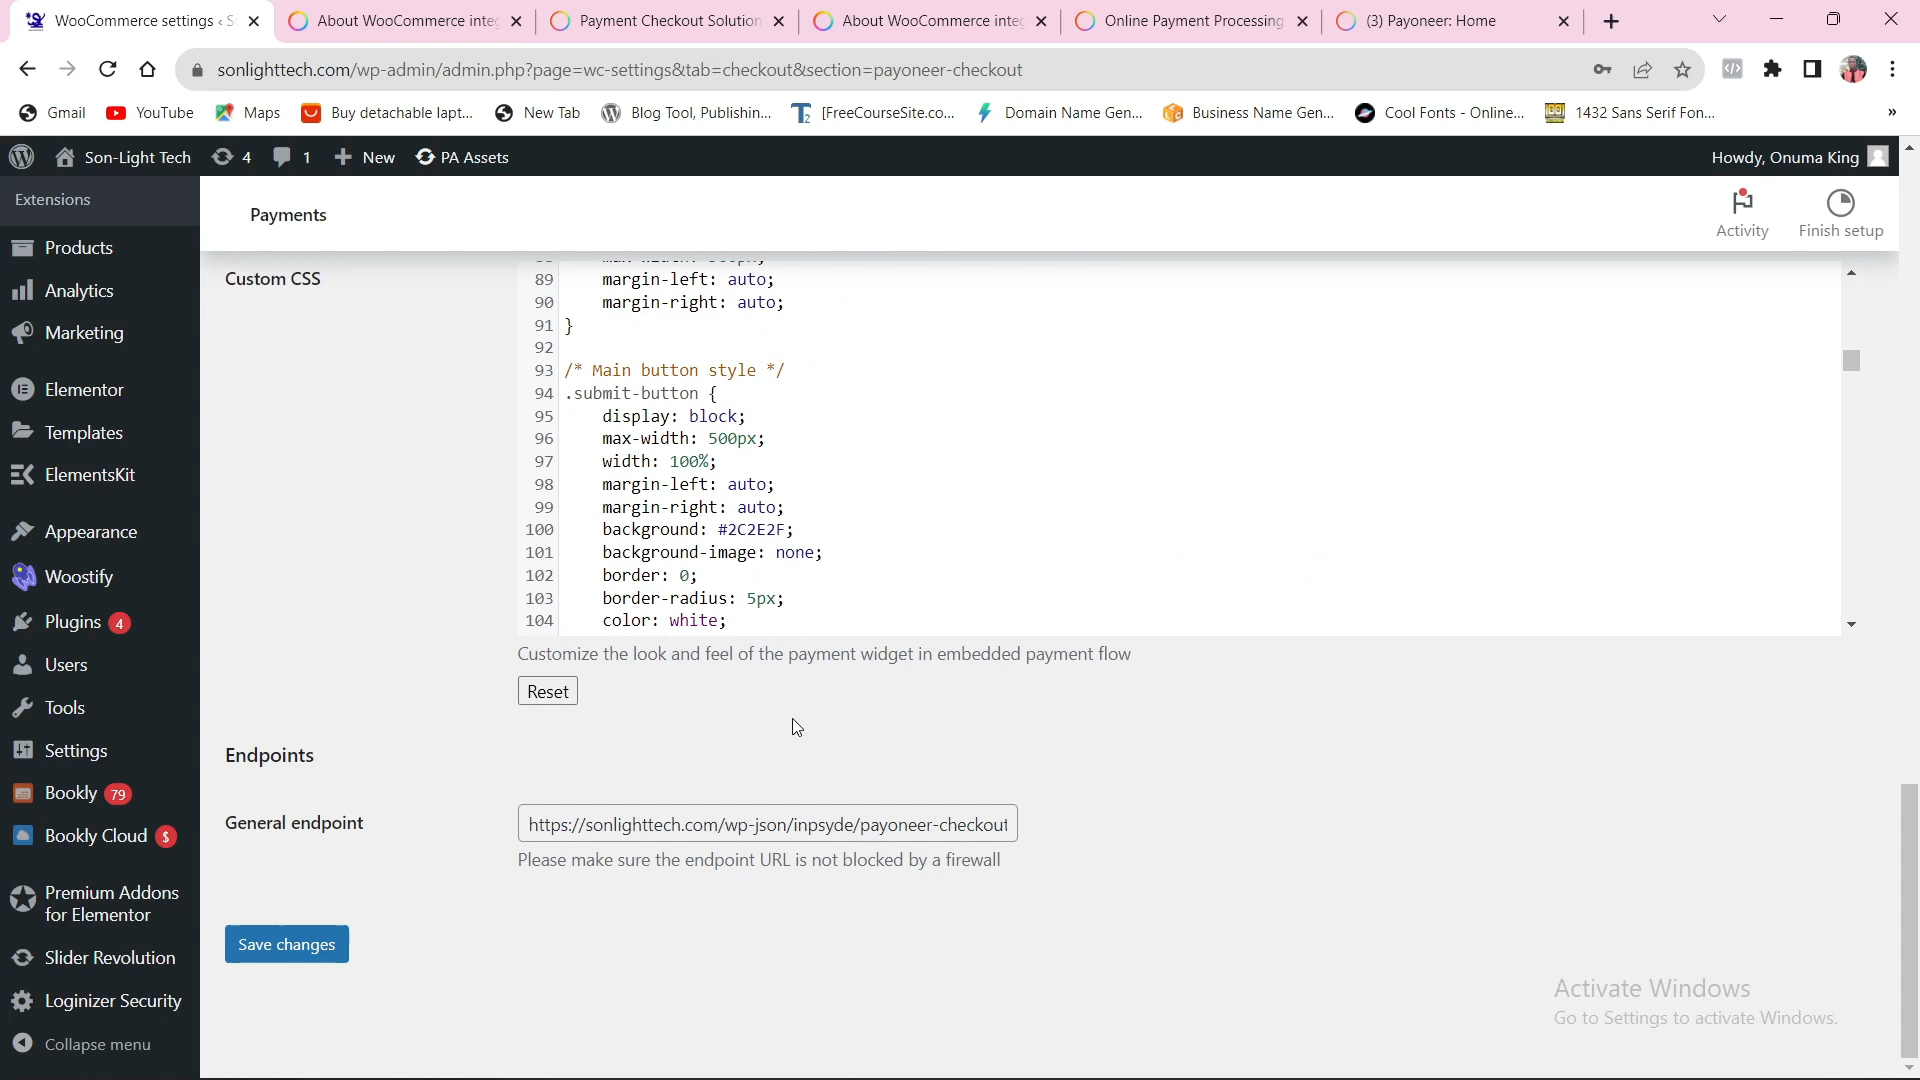 WooCommerce settings ‹ S
About WooCommerce inte
Payment Checkout Solution
About WooCommerce inte
Online Payment Processing
(3) Payoneer: Home
sonlighttech.com/wp-admin/admin.php?page=wc-settings&tab=checkout&section=payoneer-checkout
Gmail
YouTube
Maps
Buy detachable lapt...
New Tab
Blog Tool, Publishin...
[FreeCourseSite.co...
Domain Name Gen...
Business Name Gen...
Cool Fonts - Online...
1432 Sans Serif Fon...
»
Son-Light Tech
4
1
New
PA Assets
Howdy, Onuma King
Extensions
Products
Analytics
Marketing
Elementor
Templates
ElementsKit
Appearance
Woostify
Plugins 4
Users
Tools
Settings
Bookly 79
Bookly Cloud $
Premium Addons
for Elementor
Slider Revolution
Loginizer Security
Collapse menu
Payments
Activity
Finish setup
Custom CSS
89 margin-left: auto;
90 margin-right: auto;
91 }
92
93 /* Main button style */
94 .submit-button {
95 display: block;
96 max-width: 500px;
97 width: 100%;
98 margin-left: auto;
99 margin-right: auto;
100 background: #2C2E2F;
101 background-image: none;
102 border: 0;
103 border-radius: 5px;
104 color: white;
Customize the look and feel of the payment widget in embedded payment flow
Reset
Endpoints
General endpoint
https://sonlighttech.com/wp-json/inpsyde/payoneer-checkout
Please make sure the endpoint URL is not blocked by a firewall
Save changes
Activate Windows
Go to Settings to activate Windows.